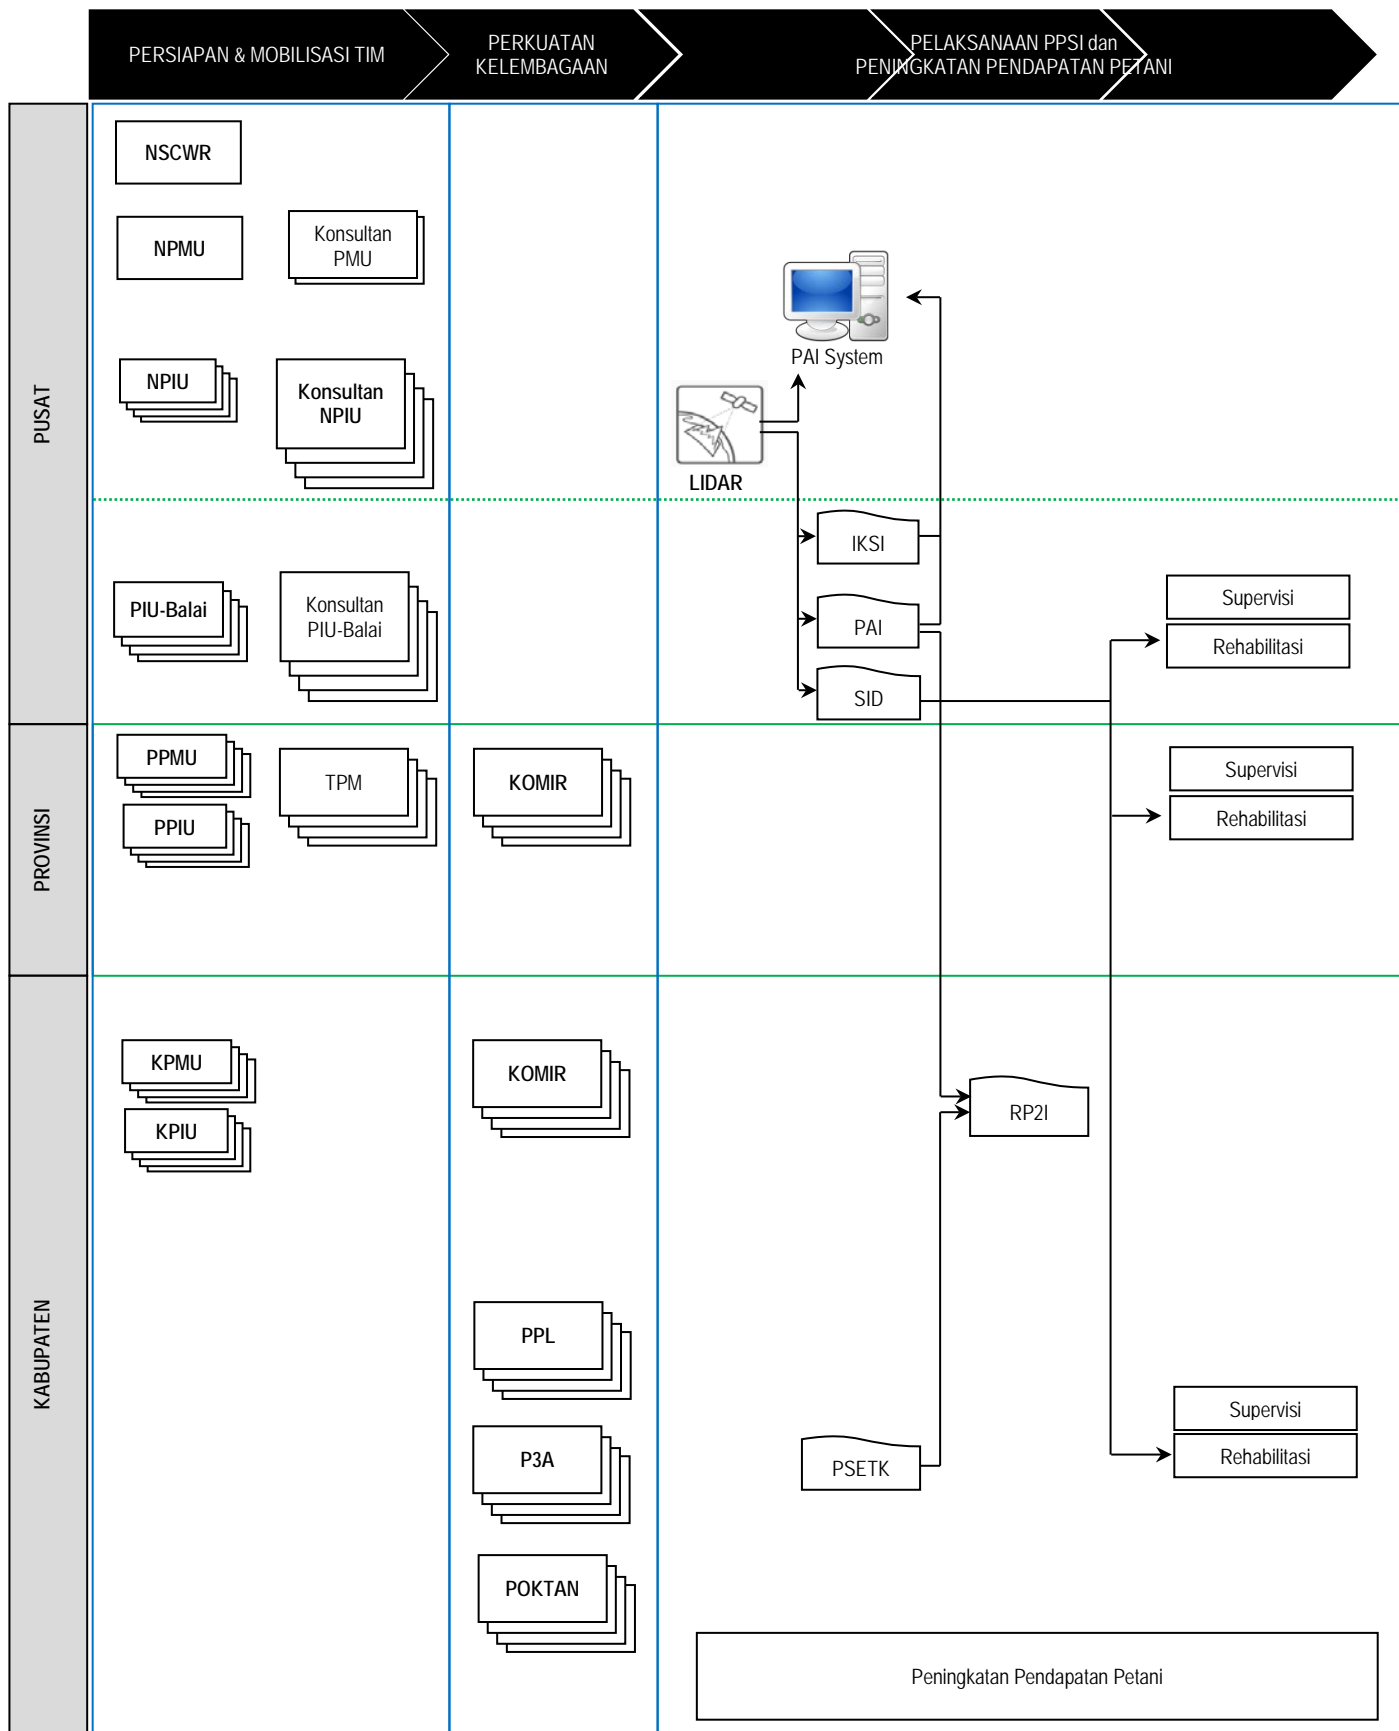 PERSIAPAN & MOBILISASI TIM
PERKUATAN
KELEMBAGAAN
PELAKSANAAN PPSI dan
PENINGKATAN PENDAPATAN PETANI
PUSAT
NSCWR
NPMU
Konsultan
PMU
NPIU
Konsultan
NPIU
PAI System
LIDAR
IKSI
PIU-Balai
Konsultan
PIU-Balai
PAI
SID
Supervisi
Rehabilitasi
PROVINSI
PPMU
PPIU
TPM
KOMIR
Supervisi
Rehabilitasi
KABUPATEN
KPMU
KPIU
KOMIR
RP2I
PPL
P3A
PSETK
Supervisi
Rehabilitasi
POKTAN
Peningkatan Pendapatan Petani